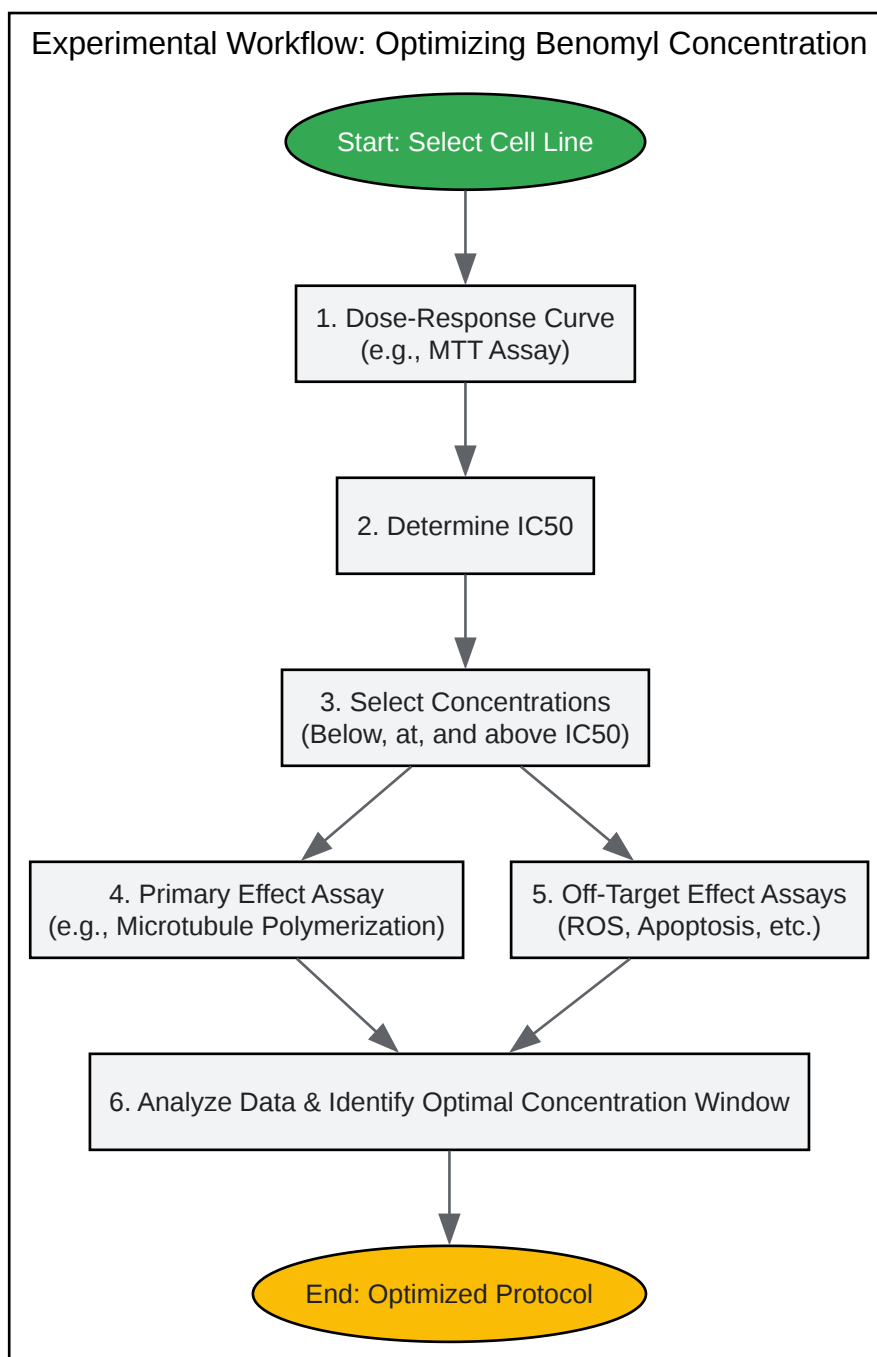 Experimental Workflow: Optimizing Benomyl Concentration
Start: Select Cell Line
1. Dose-Response Curve
(e.g., MTT Assay)
2. Determine IC50
3. Select Concentrations
(Below, at, and above IC50)
4. Primary Effect Assay
(e.g., Microtubule Polymerization)
5. Off-Target Effect Assays
(ROS, Apoptosis, etc.)
6. Analyze Data & Identify Optimal Concentration Window
End: Optimized Protocol